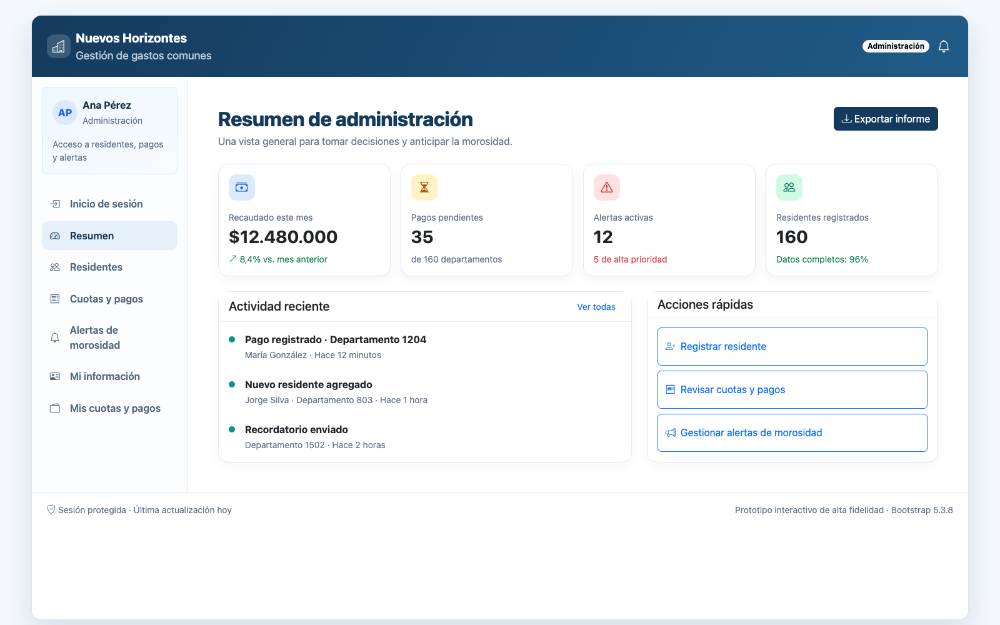 Nuevos Horizontes
Gestión de gastos comunes
Administración
AP
Ana Pérez
Administración
Acceso a residentes, pagos
y alertas
Inicio de sesión
Resumen
Residentes
Cuotas y pagos
Alertas de
morosidad
Mi información
Mis cuotas y pagos
Resumen de administración
Una vista general para tomar decisiones y anticipar la morosidad.
Exportar informe
Recaudado este mes
$12.480.000
8,4% vs. mes anterior
Pagos pendientes
35
de 160 departamentos
Alertas activas
12
5 de alta prioridad
Residentes registrados
160
Datos completos: 96%
Actividad reciente
Ver todas
Pago registrado · Departamento 1204
María González · Hace 12 minutos
Nuevo residente agregado
Jorge Silva · Departamento 803 · Hace 1 hora
Recordatorio enviado
Departamento 1502 · Hace 2 horas
Acciones rápidas
Registrar residente
Revisar cuotas y pagos
Gestionar alertas de morosidad
Sesión protegida · Última actualización hoy
Prototipo interactivo de alta fidelidad · Bootstrap 5.3.8